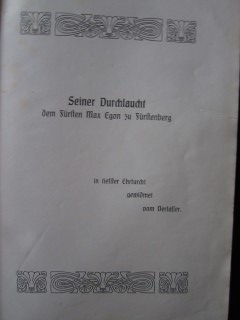 Seiner Durchlaucht
dem Fürsten Max Egon zu Fürstenberg
in tiefster Ehrfurcht
gewidmet
vom Verfasser.